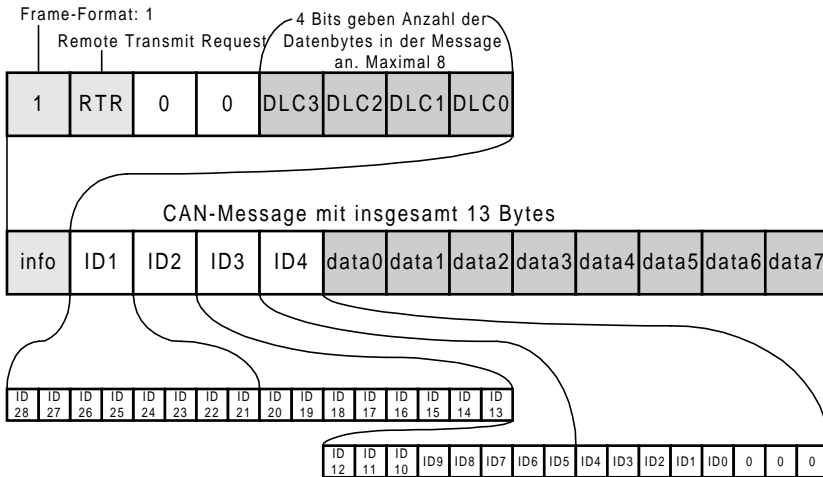 Frame-Format: 1
Remote Transmit Request
4 Bits geben Anzahl der
Datenbytes in der Message
an. Maximal 8
1 RTR 0 0 DLC3 DLC2 DLC1 DLC0
CAN-Message mit insgesamt 13 Bytes
info ID1 ID2 ID3 ID4 data0 data1 data2 data3 data4 data5 data6 data7
ID ID ID ID ID ID ID ID ID ID ID ID ID ID ID ID
28 27 26 25 24 23 22 21 20 19 18 17 16 15 14 13
ID ID ID ID9 ID8 ID7 ID6 ID5 ID4 ID3 ID2 ID1 ID0 0 0 0
12 11 10